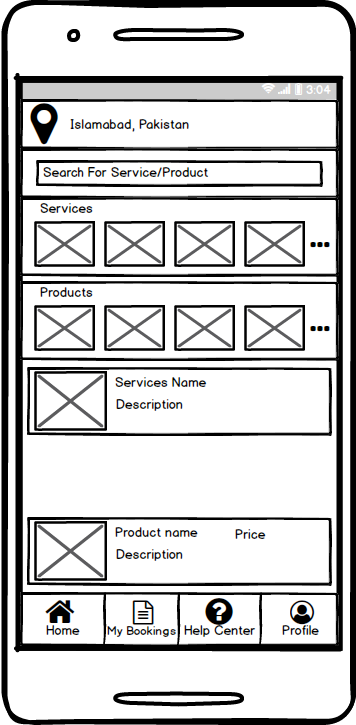 3:04
Islamabad, Pakistan
Search For Service/Product
Services
Products
Services Name
Description
Product name Price
Description
Home My Bookings Help Center Profile